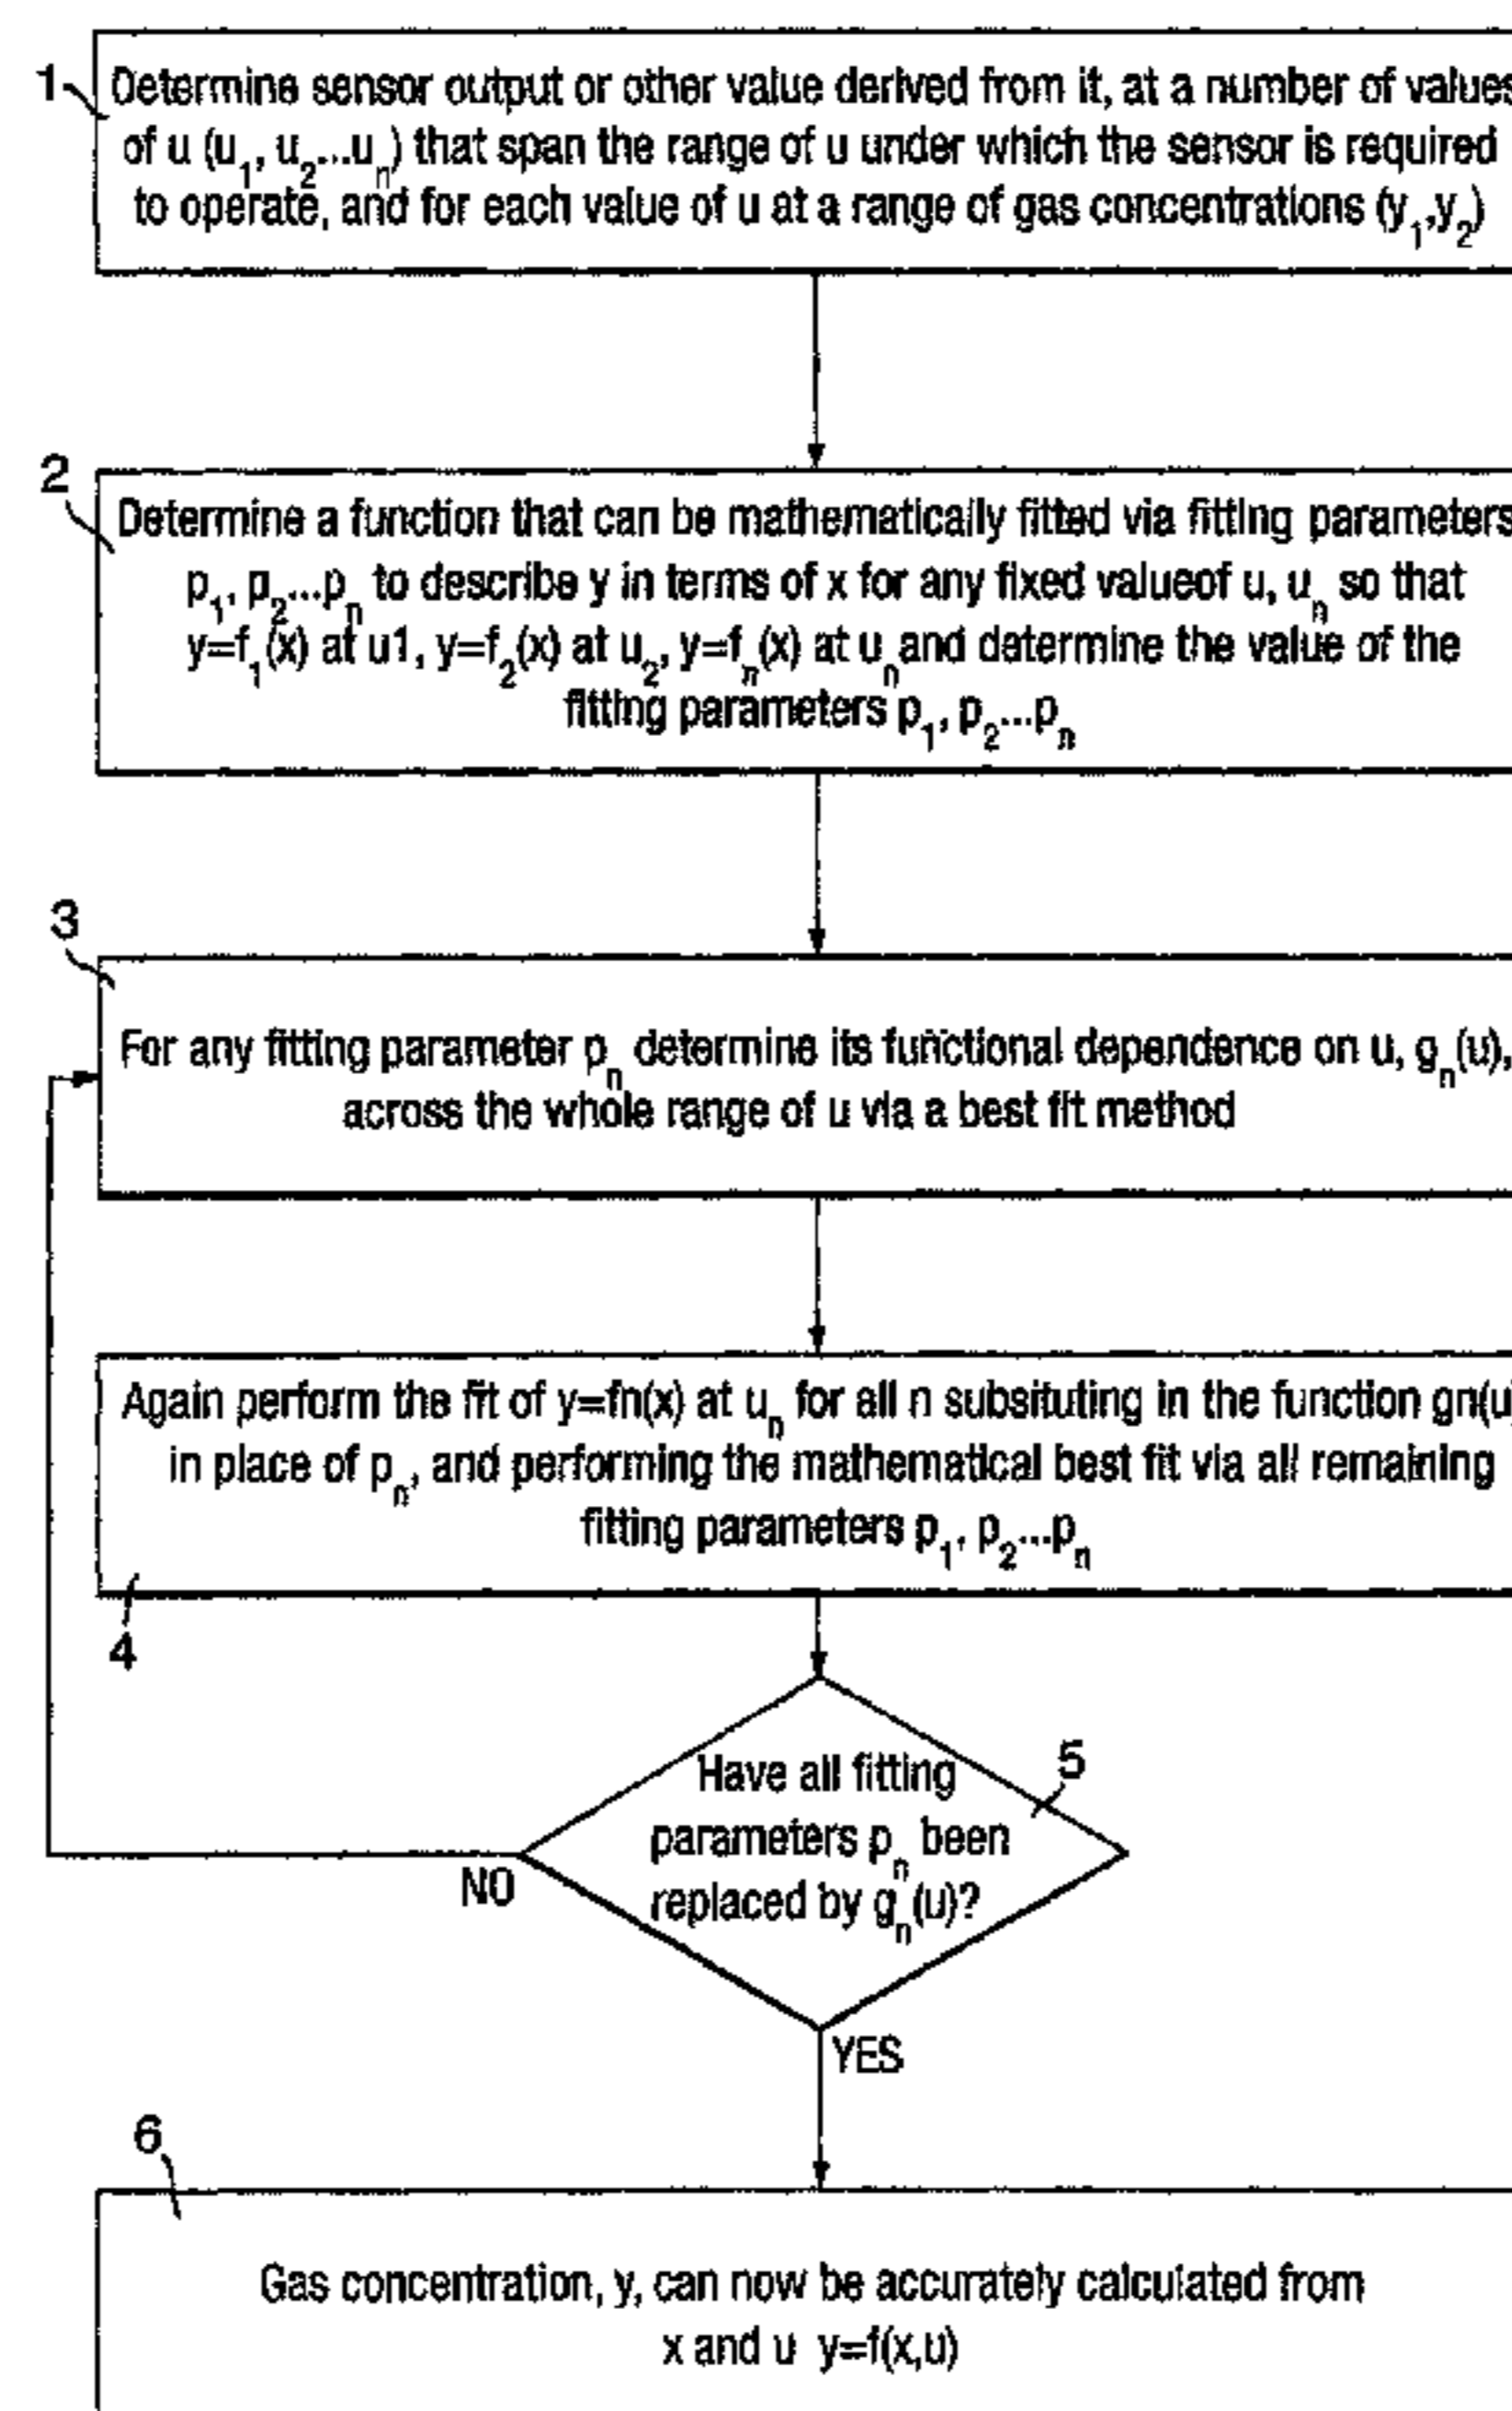 1
Determine sensor output or other value derived from it, at a number of values
of u (u₁, u₂...uₙ) that span the range of u under which the sensor is required
to operate, and for each value of u at a range of gas concentrations (y₁,y₂)
2
Determine a function that can be mathematically fitted via fitting parameters
p₁, p₂...pₙ to describe y in terms of x for any fixed valueof u, uₙ so that
y=f₁(x) at u1, y=f₂(x) at u₂, y=fₙ(x) at uₙand determine the value of the
fitting parameters p₁, p₂...pₙ
3
For any fitting parameter pₙ determine its functional dependence on u, gₙ(u),
across the whole range of u via a best fit method
Again perform the fit of y=fn(x) at uₙ for all n subsituting in the function gn(u)
in place of pₙ, and performing the mathematical best fit via all remaining
fitting parameters p₁, p₂...pₙ
4
5
Have all fitting
parameters pₙ been
replaced by gₙ(u)?
NO
YES
6
Gas concentration, y, can now be accurately calculated from
x and u y=f(x,u)